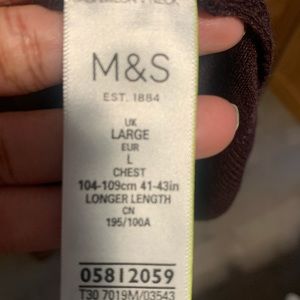 M&S
EST. 1884
UK
LARGE
EUR
L
CHEST
104-109cm 41-43in
LONGER LENGTH
CN
195/100A
05812059
T30 7019M/03543